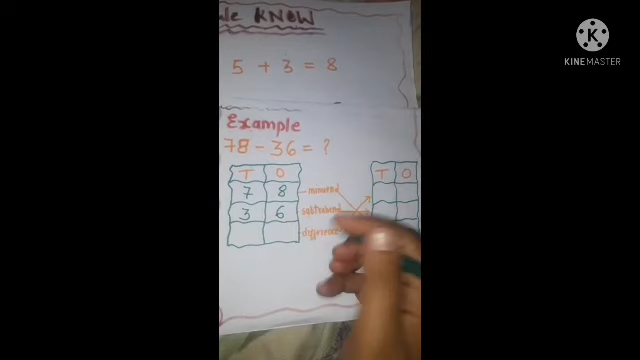 KNOW
5 + 3 = 8
Example
78 - 36 = ?
T O
7 8 minuend
3 6 subtrahend
difference
T O
KINEMASTER